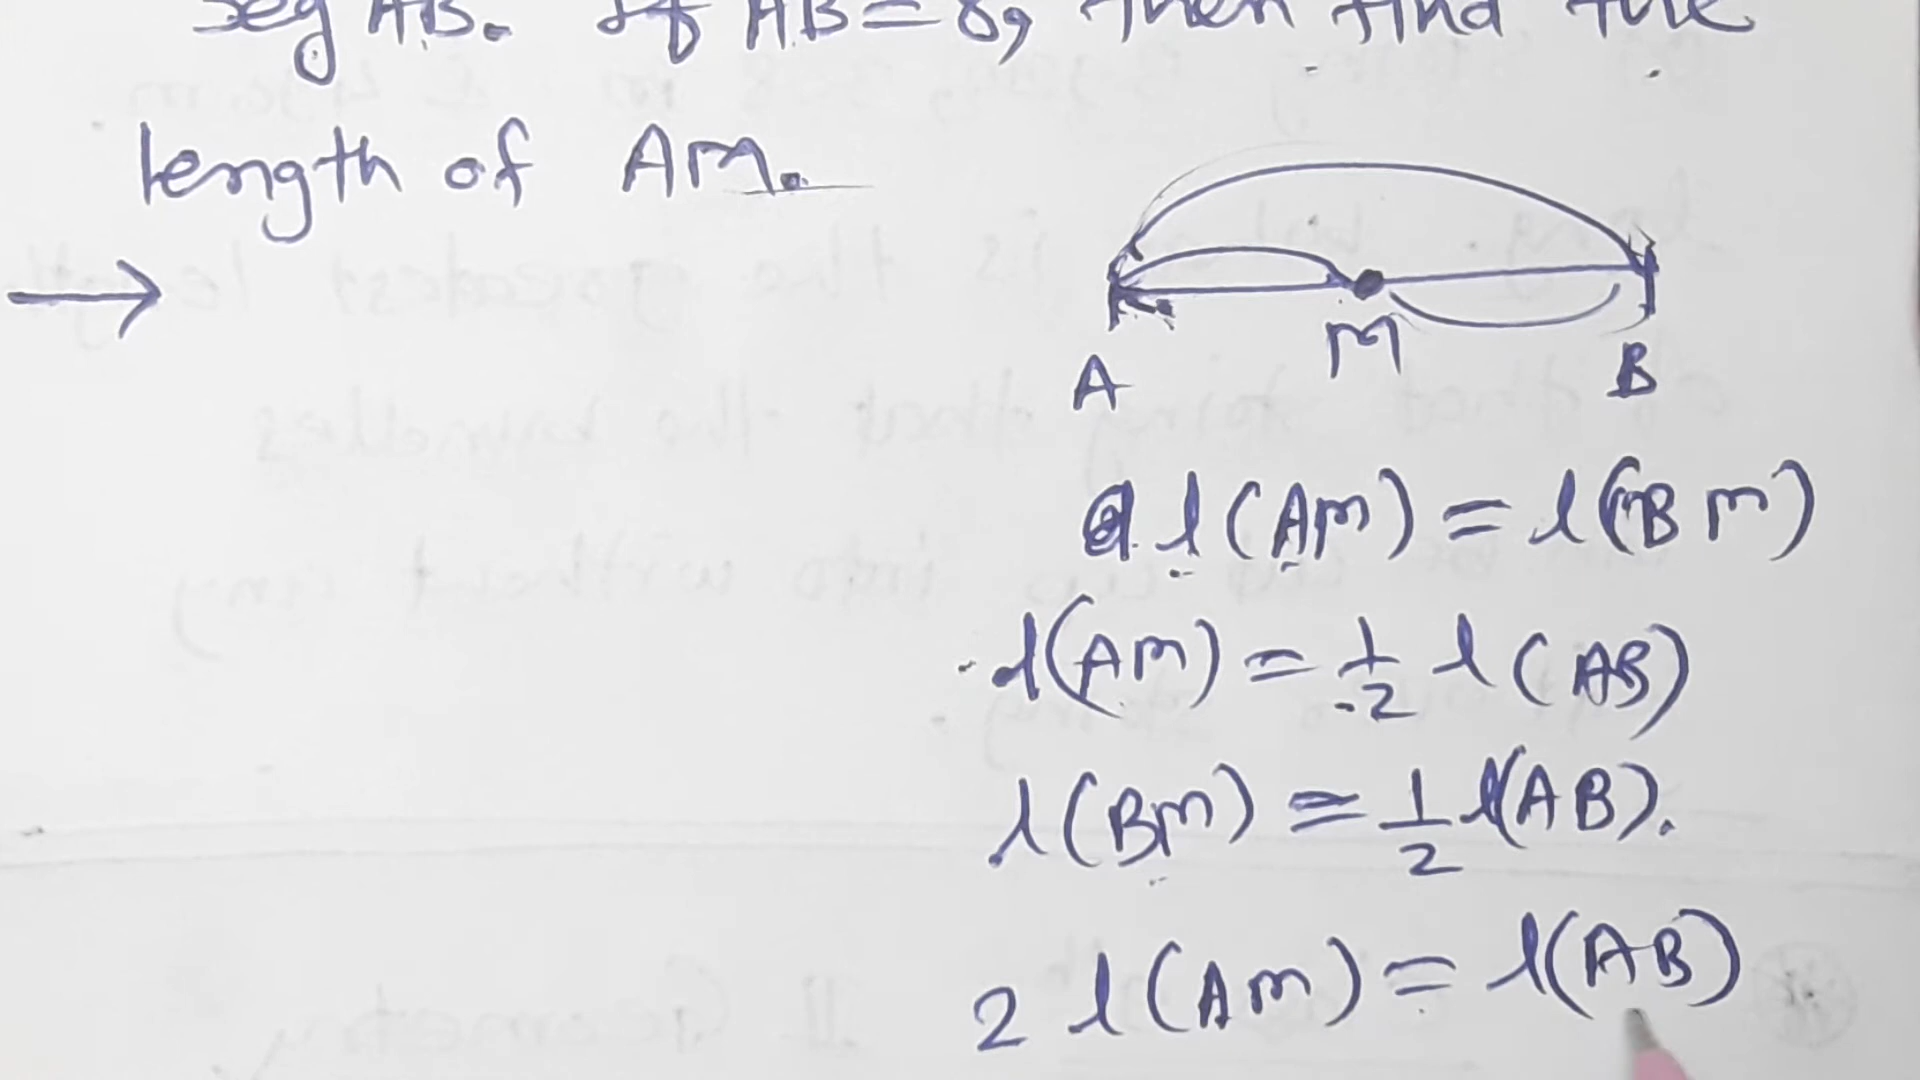 seg AB. If AB = 8, then find the
length of AM.
→
A M B
l(AM) = l(BM)
l(AM) = 1/2 l(AB)
l(BM) = 1/2 l(AB).
2 l(AM) = l(AB)